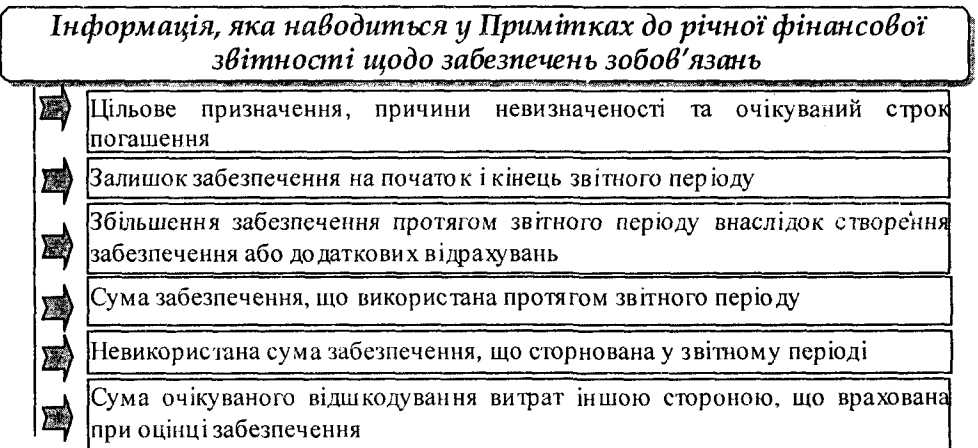 Інформація, яка наводиться у Примітках до річної фінансової
звітності щодо забезпечень зобов'язань
Цільове призначення, причини невизначеності та очікуваний строк
погашення
Залишок забезпечення на початок і кінець звітного періоду
Збільшення забезпечення протягом звітного періоду внаслідок створення
забезпечення або додаткових відрахувань
Сума забезпечення, що використана протягом звітного періоду
Невикористана сума забезпечення, що сторнована у звітному періоді
Сума очікуваного відшкодування витрат іншою стороною, що врахована
при оцінці забезпечення